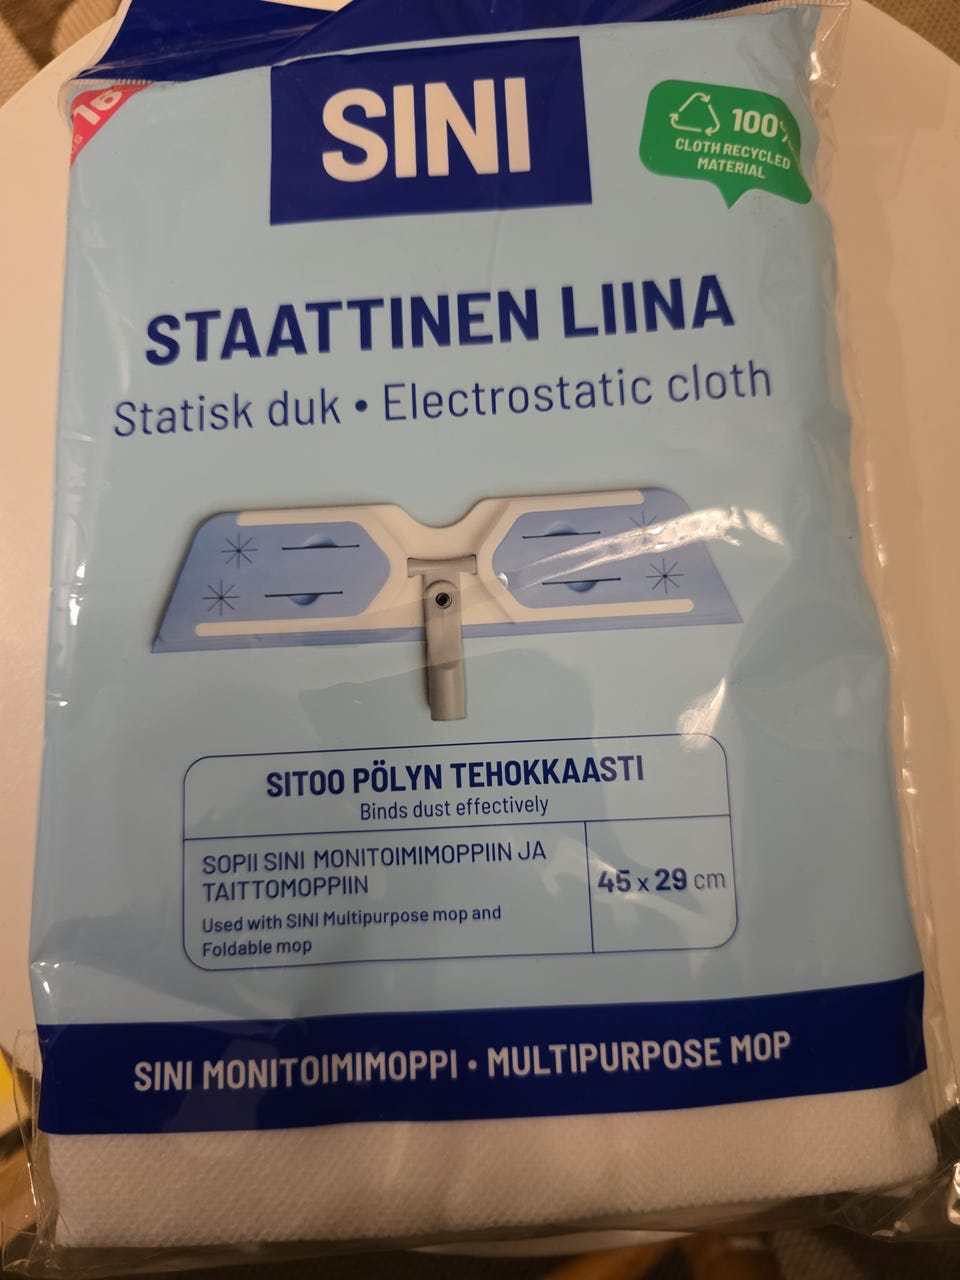 16
SINI
100%
CLOTH RECYCLED
MATERIAL
STAATTINEN LIINA
Statisk duk • Electrostatic cloth
SITOO PÖLYN TEHOKKAASTI
Binds dust effectively
SOPII SINI MONITOIMIMOPPIIN JA
TAITTOMOPPIIN
Used with SINI Multipurpose mop and
Foldable mop
45 x 29 cm
SINI MONITOIMIMOPPI • MULTIPURPOSE MOP